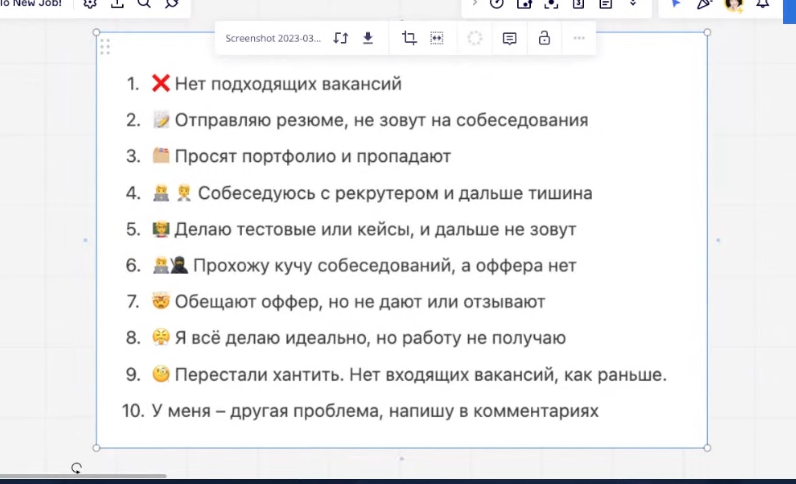 To New Job!
Screenshot 2023-03...
1. ❌ Нет подходящих вакансий
2. 📝 Отправляю резюме, не зовут на собеседования
3. 🗂 Просят портфолио и пропадают
4. 🧑‍💻 🧑‍💼 Собеседуюсь с рекрутером и дальше тишина
5. 🧑‍🏫 Делаю тестовые или кейсы, и дальше не зовут
6. 🧑‍💻🥷 Прохожу кучу собеседований, а оффера нет
7. 🤯 Обещают оффер, но не дают или отзывают
8. 😤 Я всё делаю идеально, но работу не получаю
9. 🧐 Перестали хантить. Нет входящих вакансий, как раньше.
10. У меня – другая проблема, напишу в комментариях